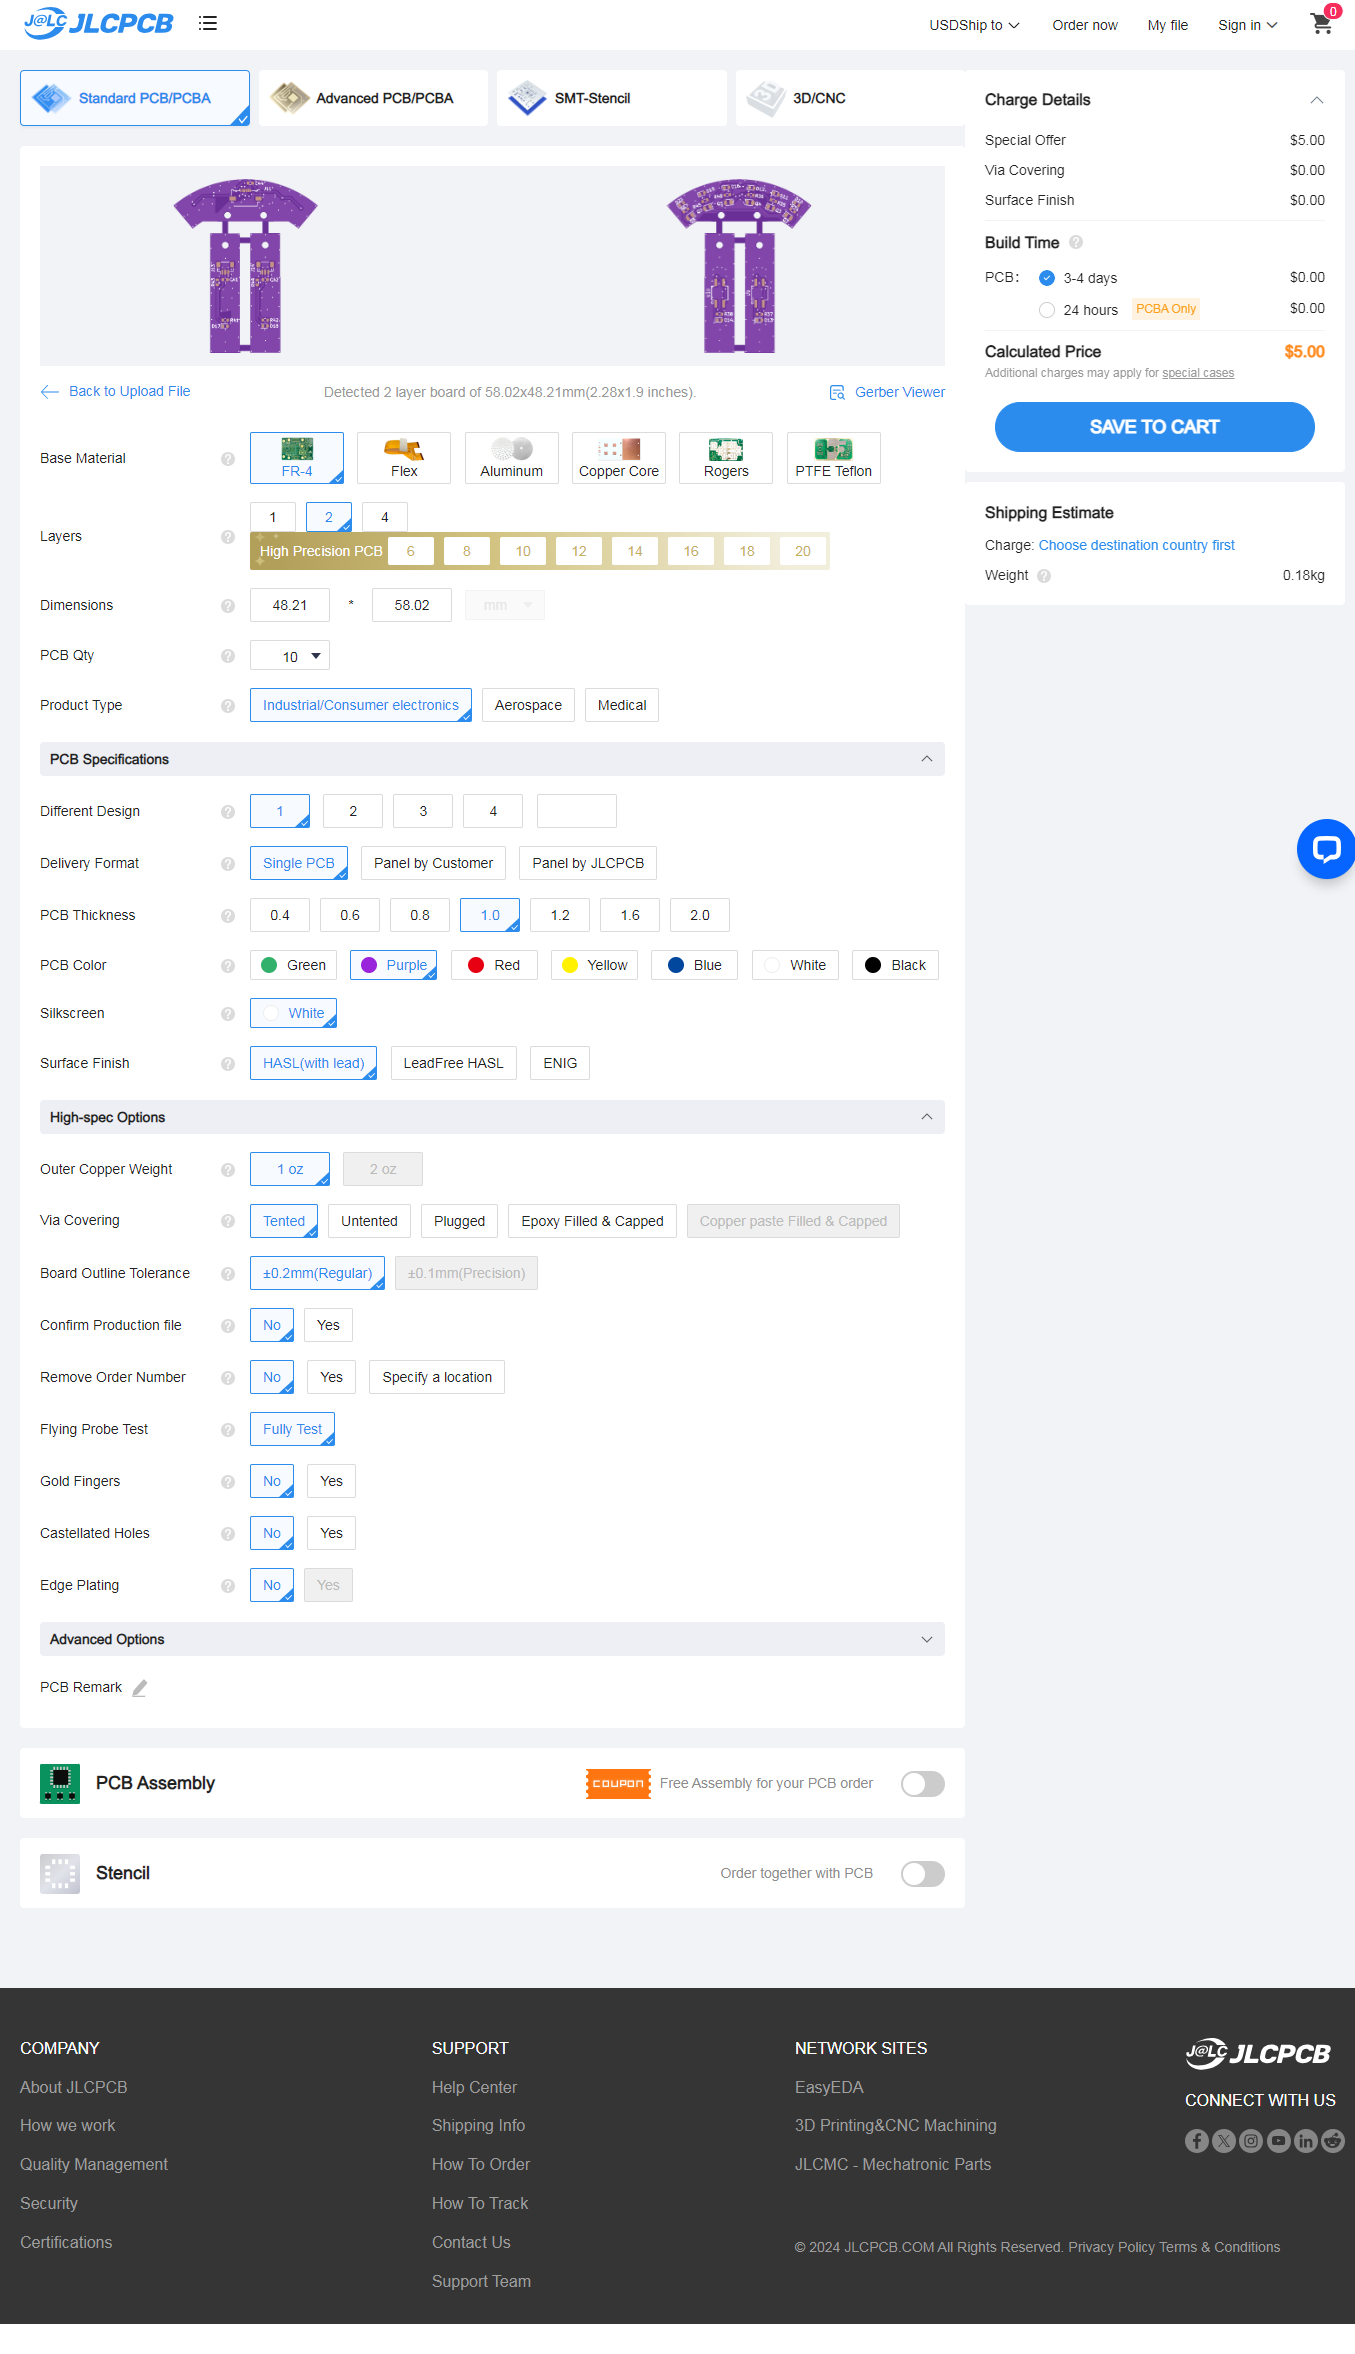 J@LC JLCPCB
USD Ship to
Order now
My file
Sign in
0
Standard PCB/PCBA
Advanced PCB/PCBA
SMT-Stencil
3D/CNC
Back to Upload File
Detected 2 layer board of 58.02x48.21mm(2.28x1.9 inches).
Gerber Viewer
Base Material
FR-4
Flex
Aluminum
Copper Core
Rogers
PTFE Teflon
Layers
1
2
4
High Precision PCB
6
8
10
12
14
16
18
20
Dimensions
48.21
*
58.02
mm
PCB Qty
10
Product Type
Industrial/Consumer electronics
Aerospace
Medical
PCB Specifications
Different Design
1
2
3
4
Delivery Format
Single PCB
Panel by Customer
Panel by JLCPCB
PCB Thickness
0.4
0.6
0.8
1.0
1.2
1.6
2.0
PCB Color
Green
Purple
Red
Yellow
Blue
White
Black
Silkscreen
White
Surface Finish
HASL(with lead)
LeadFree HASL
ENIG
High-spec Options
Outer Copper Weight
1 oz
2 oz
Via Covering
Tented
Untented
Plugged
Epoxy Filled & Capped
Copper paste Filled & Capped
Board Outline Tolerance
±0.2mm(Regular)
±0.1mm(Precision)
Confirm Production file
No
Yes
Remove Order Number
No
Yes
Specify a location
Flying Probe Test
Fully Test
Gold Fingers
No
Yes
Castellated Holes
No
Yes
Edge Plating
No
Yes
Advanced Options
PCB Remark
PCB Assembly
COUPON
Free Assembly for your PCB order
Stencil
Order together with PCB
Charge Details
Special Offer
$5.00
Via Covering
$0.00
Surface Finish
$0.00
Build Time
PCB:
3-4 days
$0.00
24 hours
PCBA Only
$0.00
Calculated Price
$5.00
Additional charges may apply for special cases
SAVE TO CART
Shipping Estimate
Charge: Choose destination country first
Weight
0.18kg
COMPANY
About JLCPCB
How we work
Quality Management
Security
Certifications
SUPPORT
Help Center
Shipping Info
How To Order
How To Track
Contact Us
Support Team
NETWORK SITES
EasyEDA
3D Printing&CNC Machining
JLCMC - Mechatronic Parts
J@LC JLCPCB
CONNECT WITH US
© 2024 JLCPCB.COM All Rights Reserved. Privacy Policy Terms & Conditions